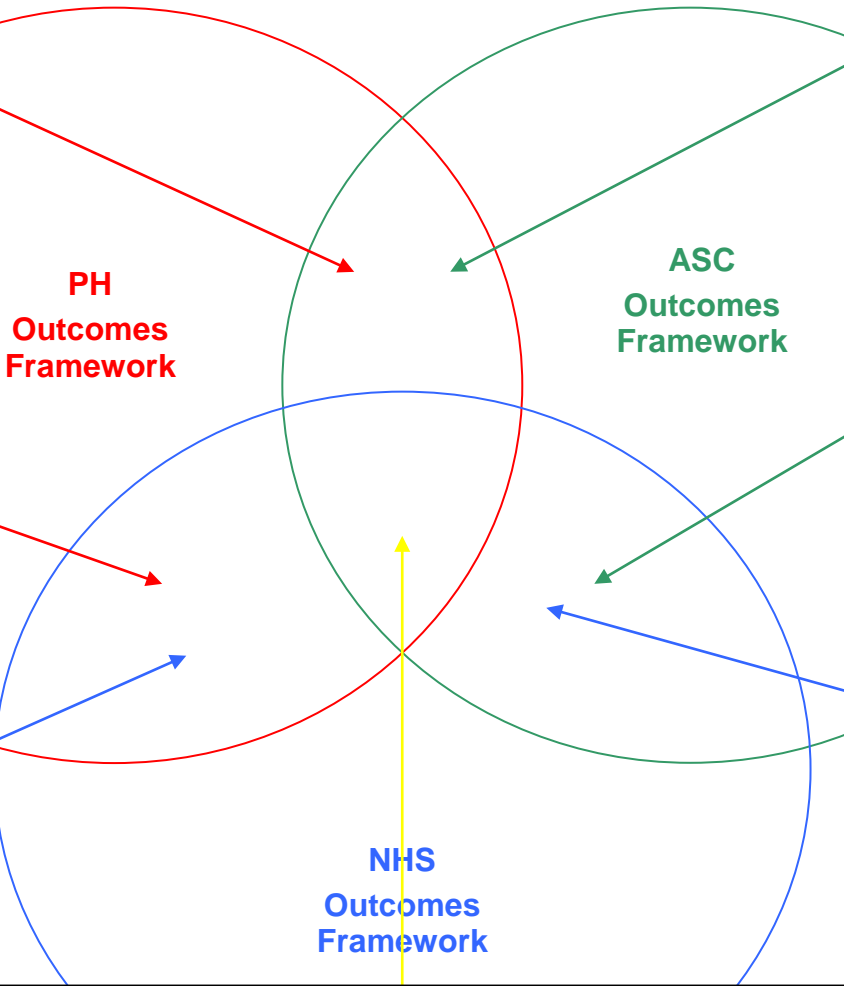 PH
Outcomes
Framework
ASC
Outcomes
Framework
NHS
Outcomes
Framework